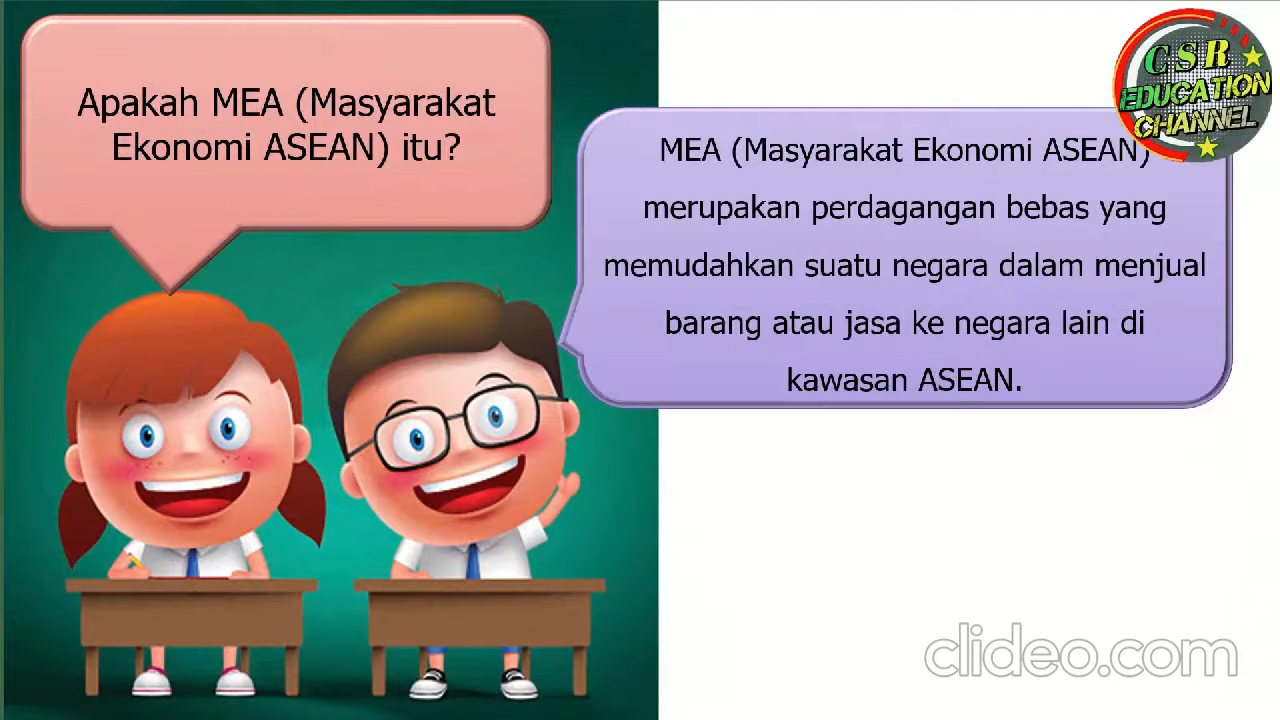 Apakah MEA (Masyarakat
Ekonomi ASEAN) itu?
CSR
EDUCATION
CHANNEL
MEA (Masyarakat Ekonomi ASEAN)
merupakan perdagangan bebas yang
memudahkan suatu negara dalam menjual
barang atau jasa ke negara lain di
kawasan ASEAN.
clideo.com